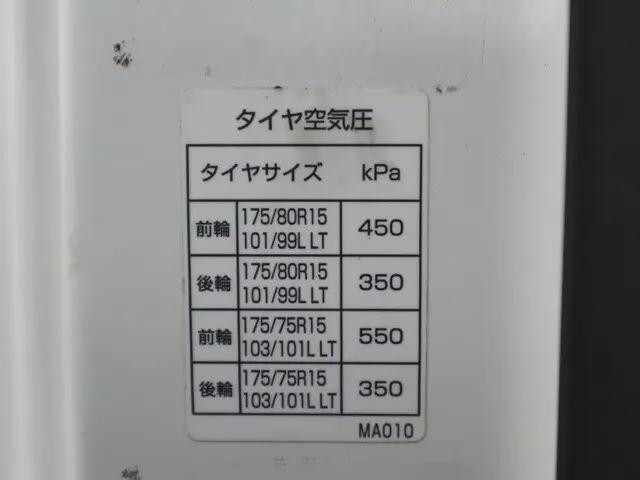 タイヤ空気圧
タイヤサイズ kPa
前輪 175/80R15 101/99L LT 450
後輪 175/80R15 101/99L LT 350
前輪 175/75R15 103/101L LT 550
後輪 175/75R15 103/101L LT 350
MA010